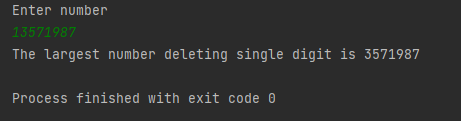 Enter number
13571987
The largest number deleting single digit is 3571987
Process finished with exit code 0